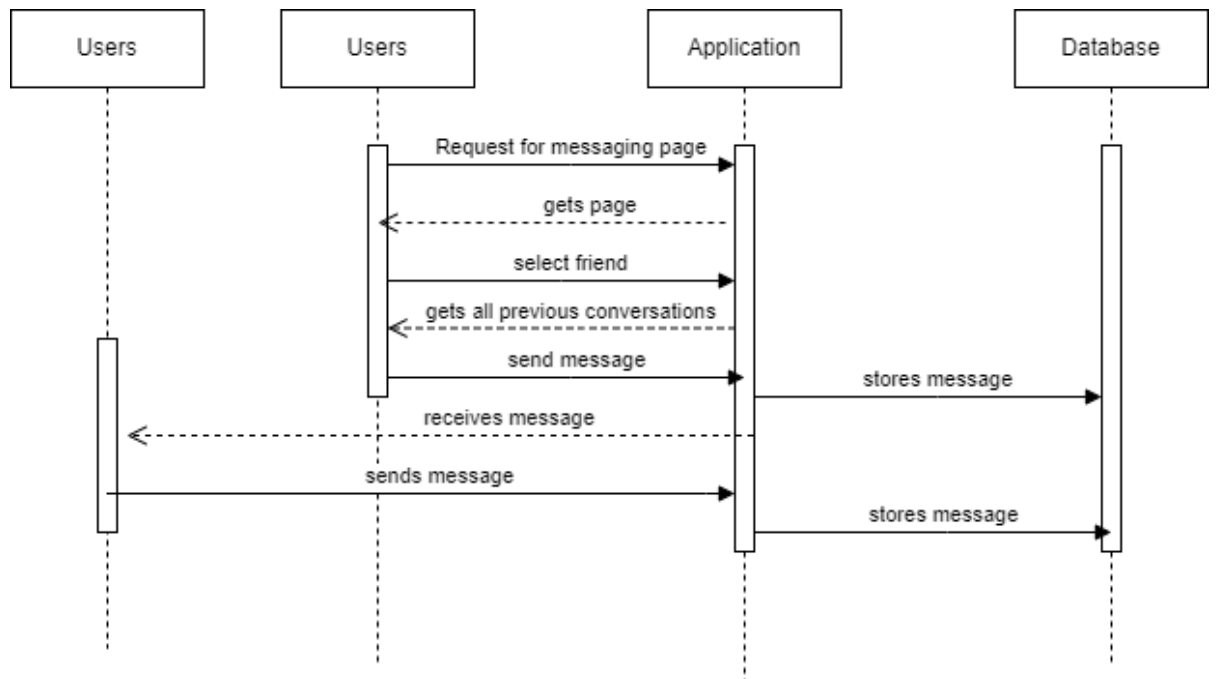 Users
Users
Application
Database
Request for messaging page
gets page
select friend
gets all previous conversations
send message
stores message
receives message
sends message
stores message